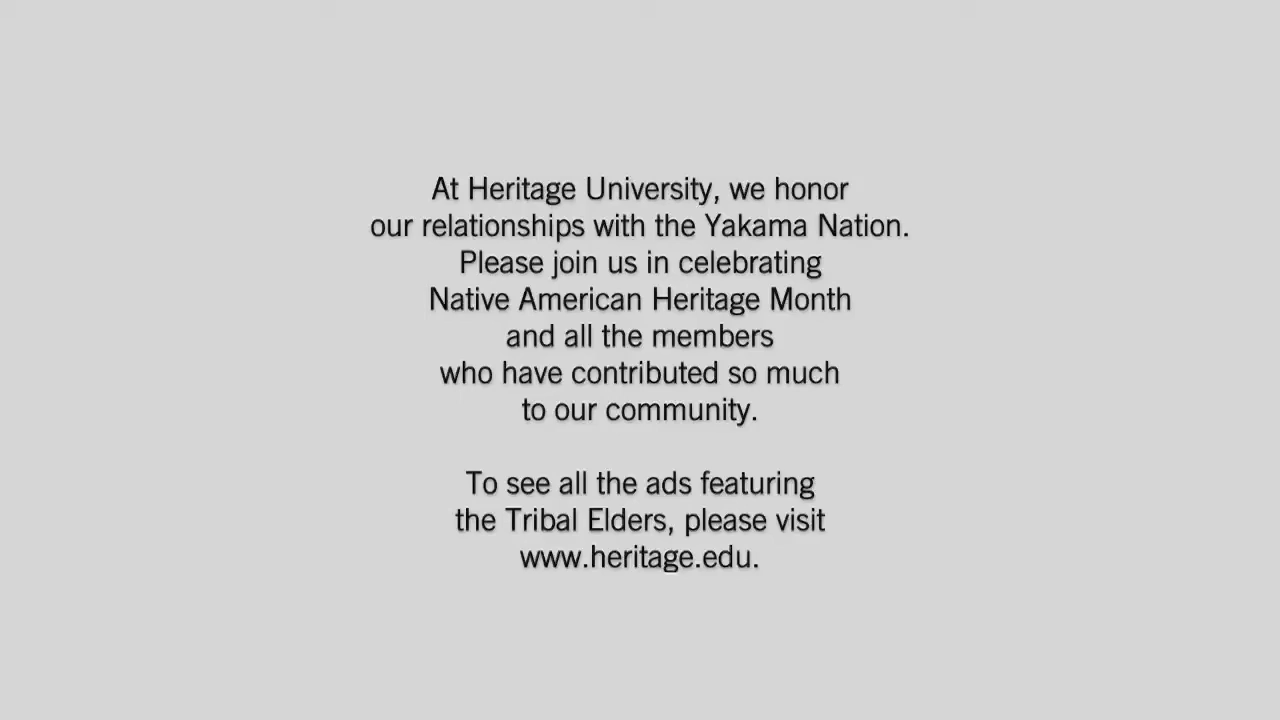 At Heritage University, we honor
our relationships with the Yakama Nation.
Please join us in celebrating
Native American Heritage Month
and all the members
who have contributed so much
to our community.
To see all the ads featuring
the Tribal Elders, please visit
www.heritage.edu.